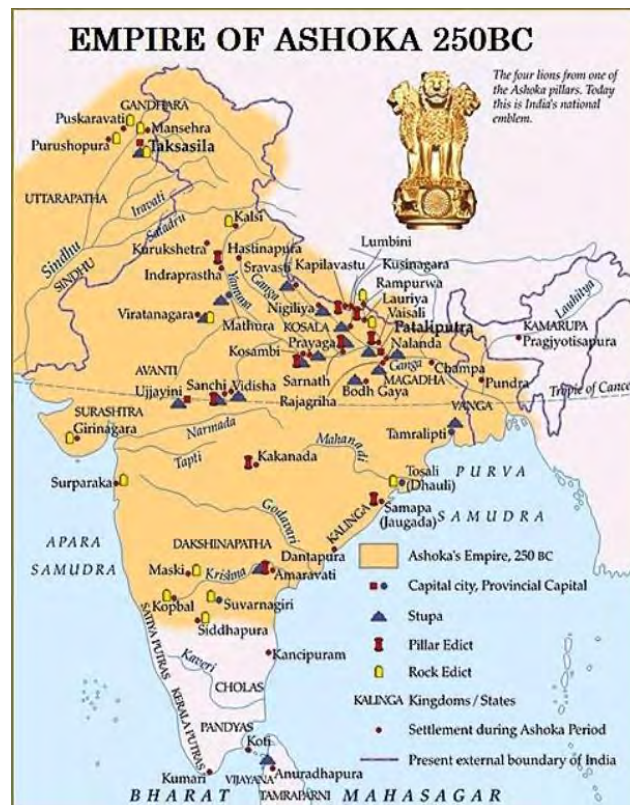 EMPIRE OF ASHOKA 250BC
The four lions from one of
the Ashoka pillars. Today
this is India's national
emblem.
GANDHARA
Puskaravati
Mansehra
Purushopura
Taksasila
UTTARAPATHA
Iravati
Satadru
Sindhu
SINDHU
Kalsi
Kurukshetra
Hastinapura
Indraprastha
Sravasti
Kapilavastu
Lumbini
Kusinagara
Rampurwa
Lauriya
Vaisali
Ganga
Yamuna
Nigiliya
Viratanagara
Mathura
KOSALA
Pataliputra
Lauhitya
KAMARUPA
Pragjyotisapura
Kosambi
Prayaga
Nalanda
AVANTI
Sarnath
Ganga
Champa
Ujjayini
Sanchi
Vidisha
Rajagriha
MAGADHA
Bodh Gaya
Pundra
Tropic of Cance
VANGA
SURASHTRA
Girinagara
Narmada
Tamralipti
Tapti
Kakanada
Mahanadi
Tosali
(Dhauli)
PURVA
Surparaka
Godavari
Samapa
(Jaugada)
SAMUDRA
KALINGA
APARA
SAMUDRA
DAKSHINAPATHA
Dantapura
Maski
Krishna
Amaravati
Kopbal
Suvarnagiri
Siddhapura
SATIYA PUTRAS
Kaveri
Kancipuram
CHOLAS
KERALA PUTRAS
PANDYAS
Koti
Kumari
VIJAYANA
Anuradhapura
TAMRAPARNI
BHARAT MAHASAGAR
Ashoka's Empire, 250 BC
Capital city, Provincial Capital
Stupa
Pillar Edict
Rock Edict
KALINGA Kingdoms / States
Settlement during Ashoka Period
Present external boundary of India